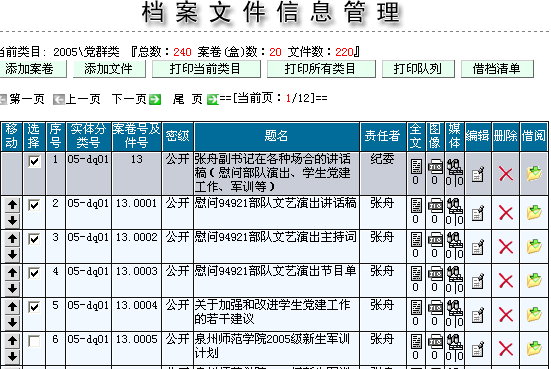 档案文件信息管理
当前类目: 2005\党群类 『总数: 240 案卷(盒)数: 20 文件数: 220』
添加案卷 添加文件 打印当前类目 打印所有类目 打印队列 借档清单
第一页 上一页 下一页 尾 页 ==[当前页：1/12]==
移动 选择 序号 实体分类号 案卷号及件号 密级 题名 责任者 全文 图像 媒体 编辑 删除 借阅
1 05-dq01 13 公开 张舟副书记在各种场合的讲话稿（慰问部队演出、学生党建工作、军训等） 纪委 0 0 0|0
2 05-dq01 13.0001 公开 慰问94921部队文艺演出讲话稿 张舟 0 0 0|0
3 05-dq01 13.0002 公开 慰问94921部队文艺演出主持词 张舟 0 0 0|0
4 05-dq01 13.0003 公开 慰问94921部队文艺演出节目单 张舟 0 0 0|0
5 05-dq01 13.0004 公开 关于加强和改进学生党建工作的若干建议 张舟 0 0 0|0
6 05-dq01 13.0005 公开 泉州师范学院2005级新生军训计划 张舟 0 0 0|0